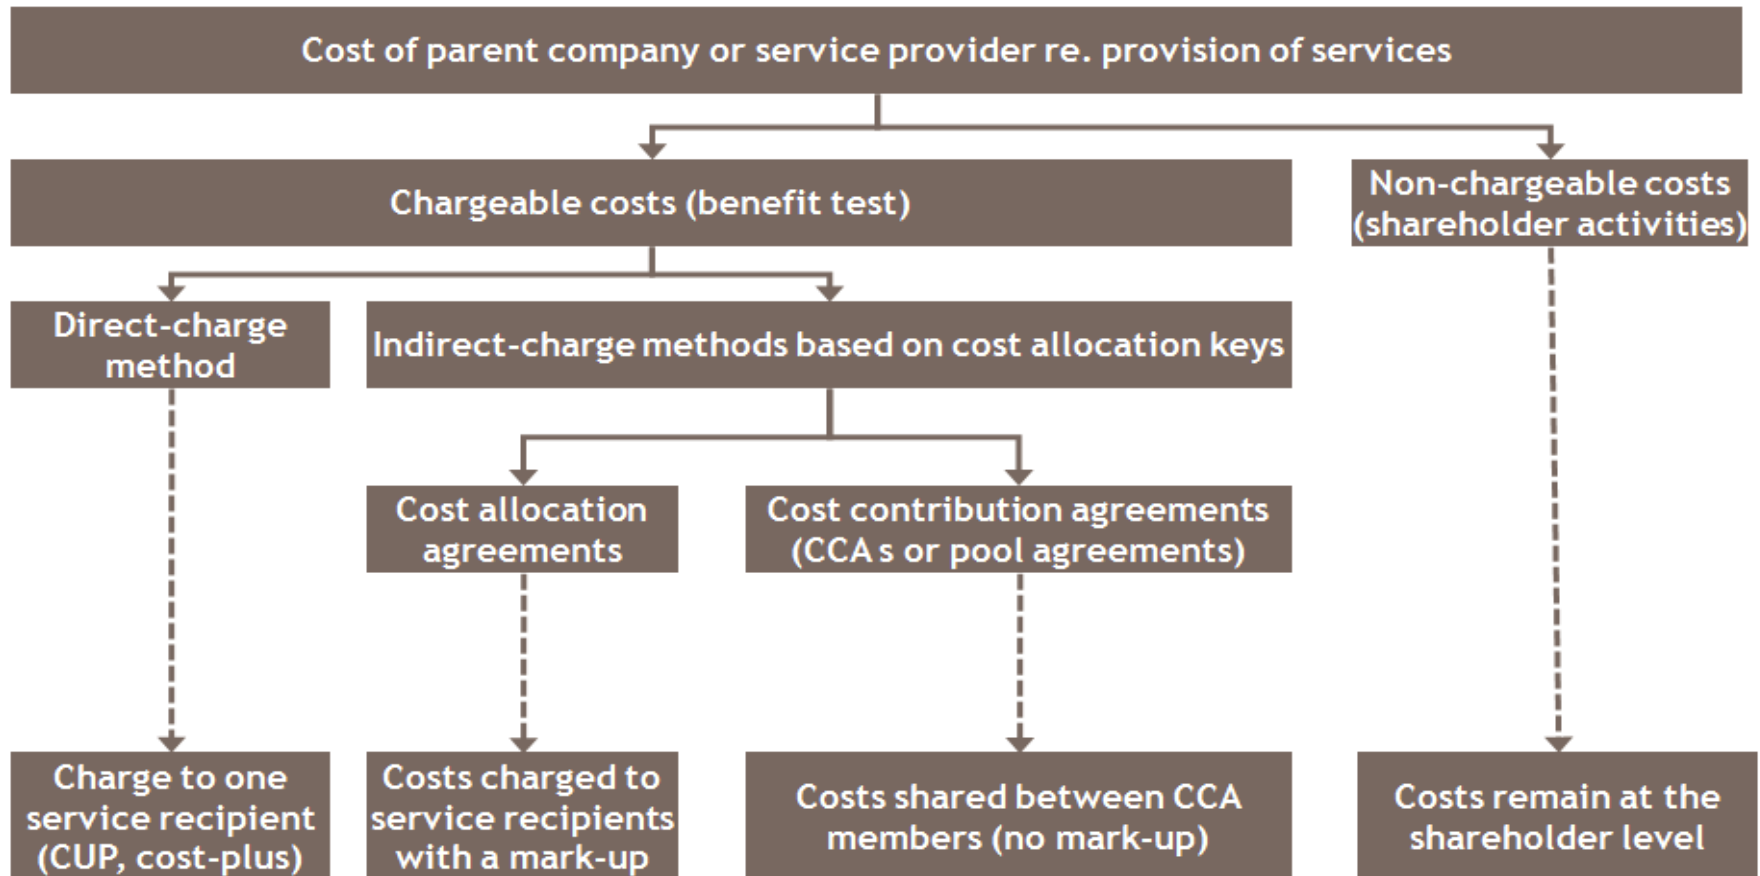 Cost of parent company or service provider re. provision of services
Chargeable costs (benefit test)
Non-chargeable costs
(shareholder activities)
Direct-charge
method
Indirect-charge methods based on cost allocation keys
Cost allocation
agreements
Cost contribution agreements
(CCA s or pool agreements)
Charge to one
service recipient
(CUP, cost-plus)
Costs charged to
service recipients
with a mark-up
Costs shared between CCA
members (no mark-up)
Costs remain at the
shareholder level